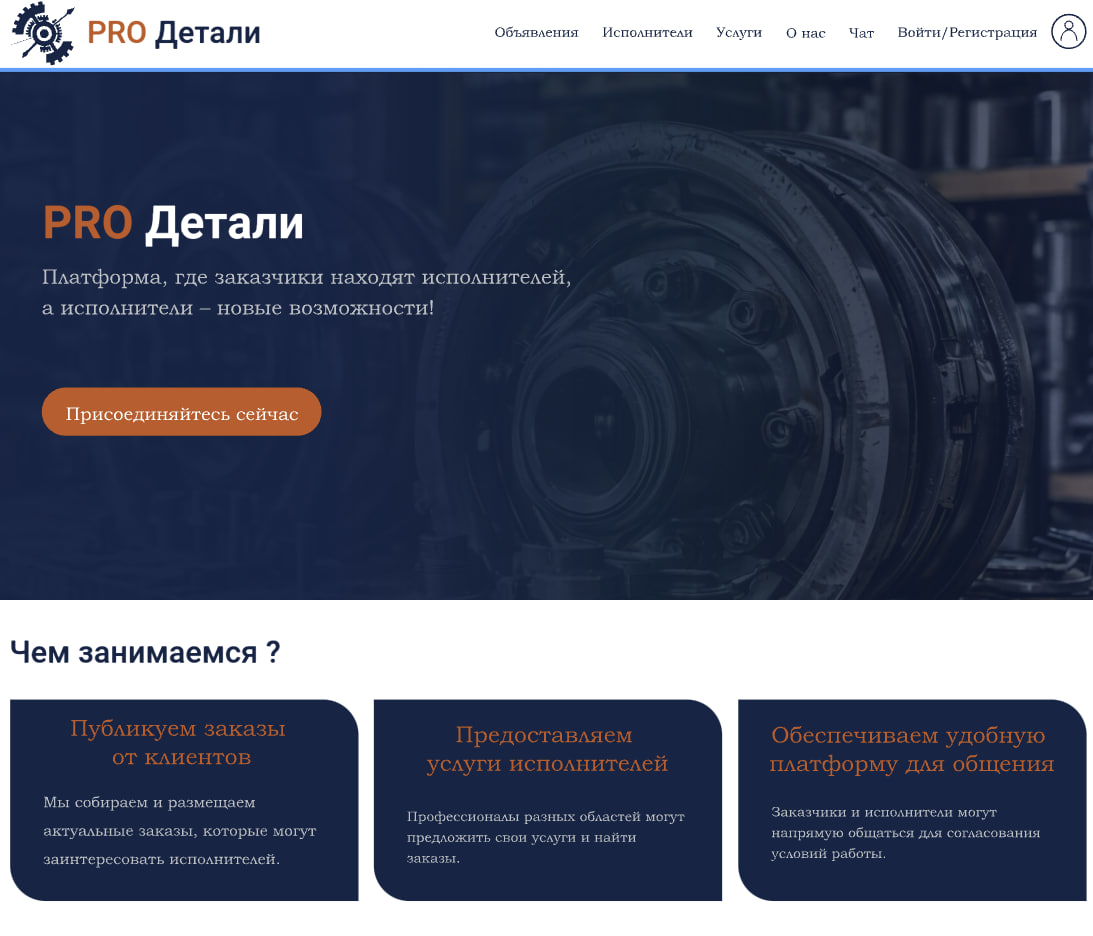 PRO Детали
Объявления Исполнители Услуги О нас Чат Войти/Регистрация
PRO Детали
Платформа, где заказчики находят исполнителей,
а исполнители – новые возможности!
Присоединяйтесь сейчас
Чем занимаемся ?
Публикуем заказы
от клиентов
Мы собираем и размещаем
актуальные заказы, которые могут
заинтересовать исполнителей.
Предоставляем
услуги исполнителей
Профессионалы разных областей могут
предложить свои услуги и найти
заказы.
Обеспечиваем удобную
платформу для общения
Заказчики и исполнители могут
напрямую общаться для согласования
условий работы.